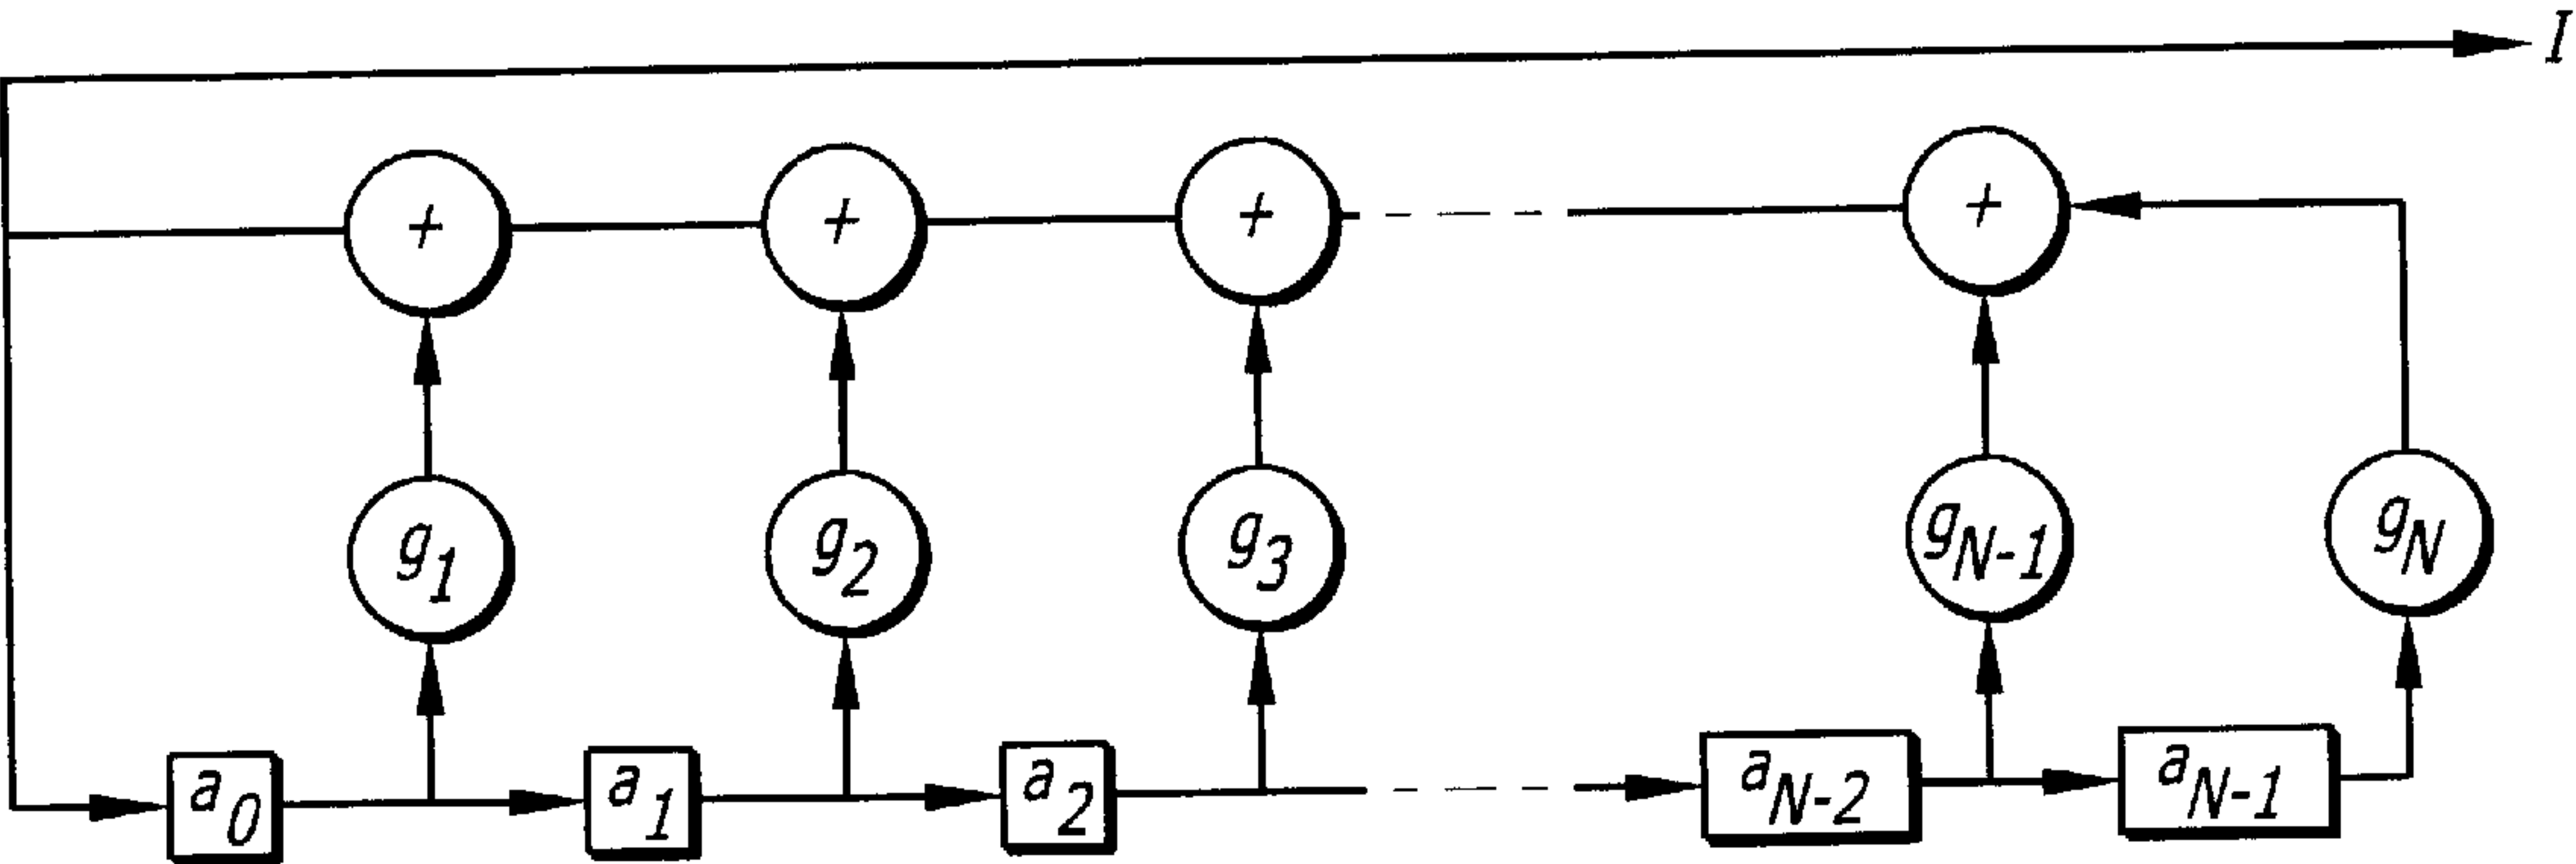 I
+ + + +
g1 g2 g3 gN-1 gN
a0 a1 a2 aN-2 aN-1